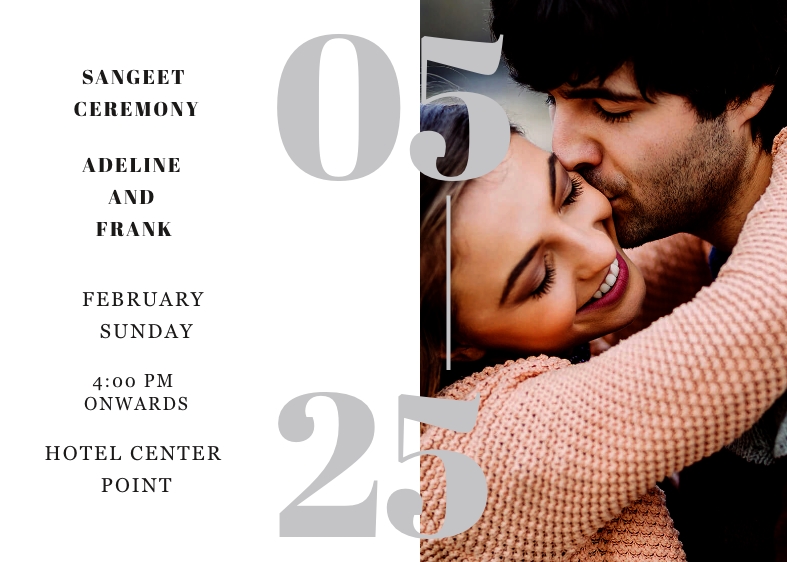 SANGEET
CEREMONY
ADELINE
AND
FRANK
FEBRUARY
SUNDAY
4:00 PM
ONWARDS
HOTEL CENTER
POINT
05
25